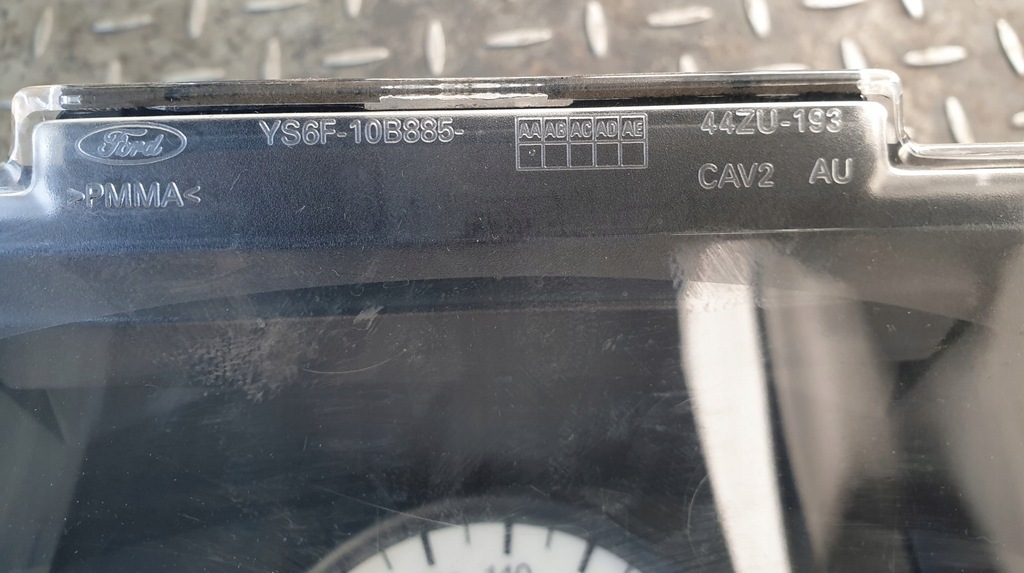 Ford YS6F-10B885- AA AB AC AD AE 44ZU-193
>PMMA< CAV2 AU